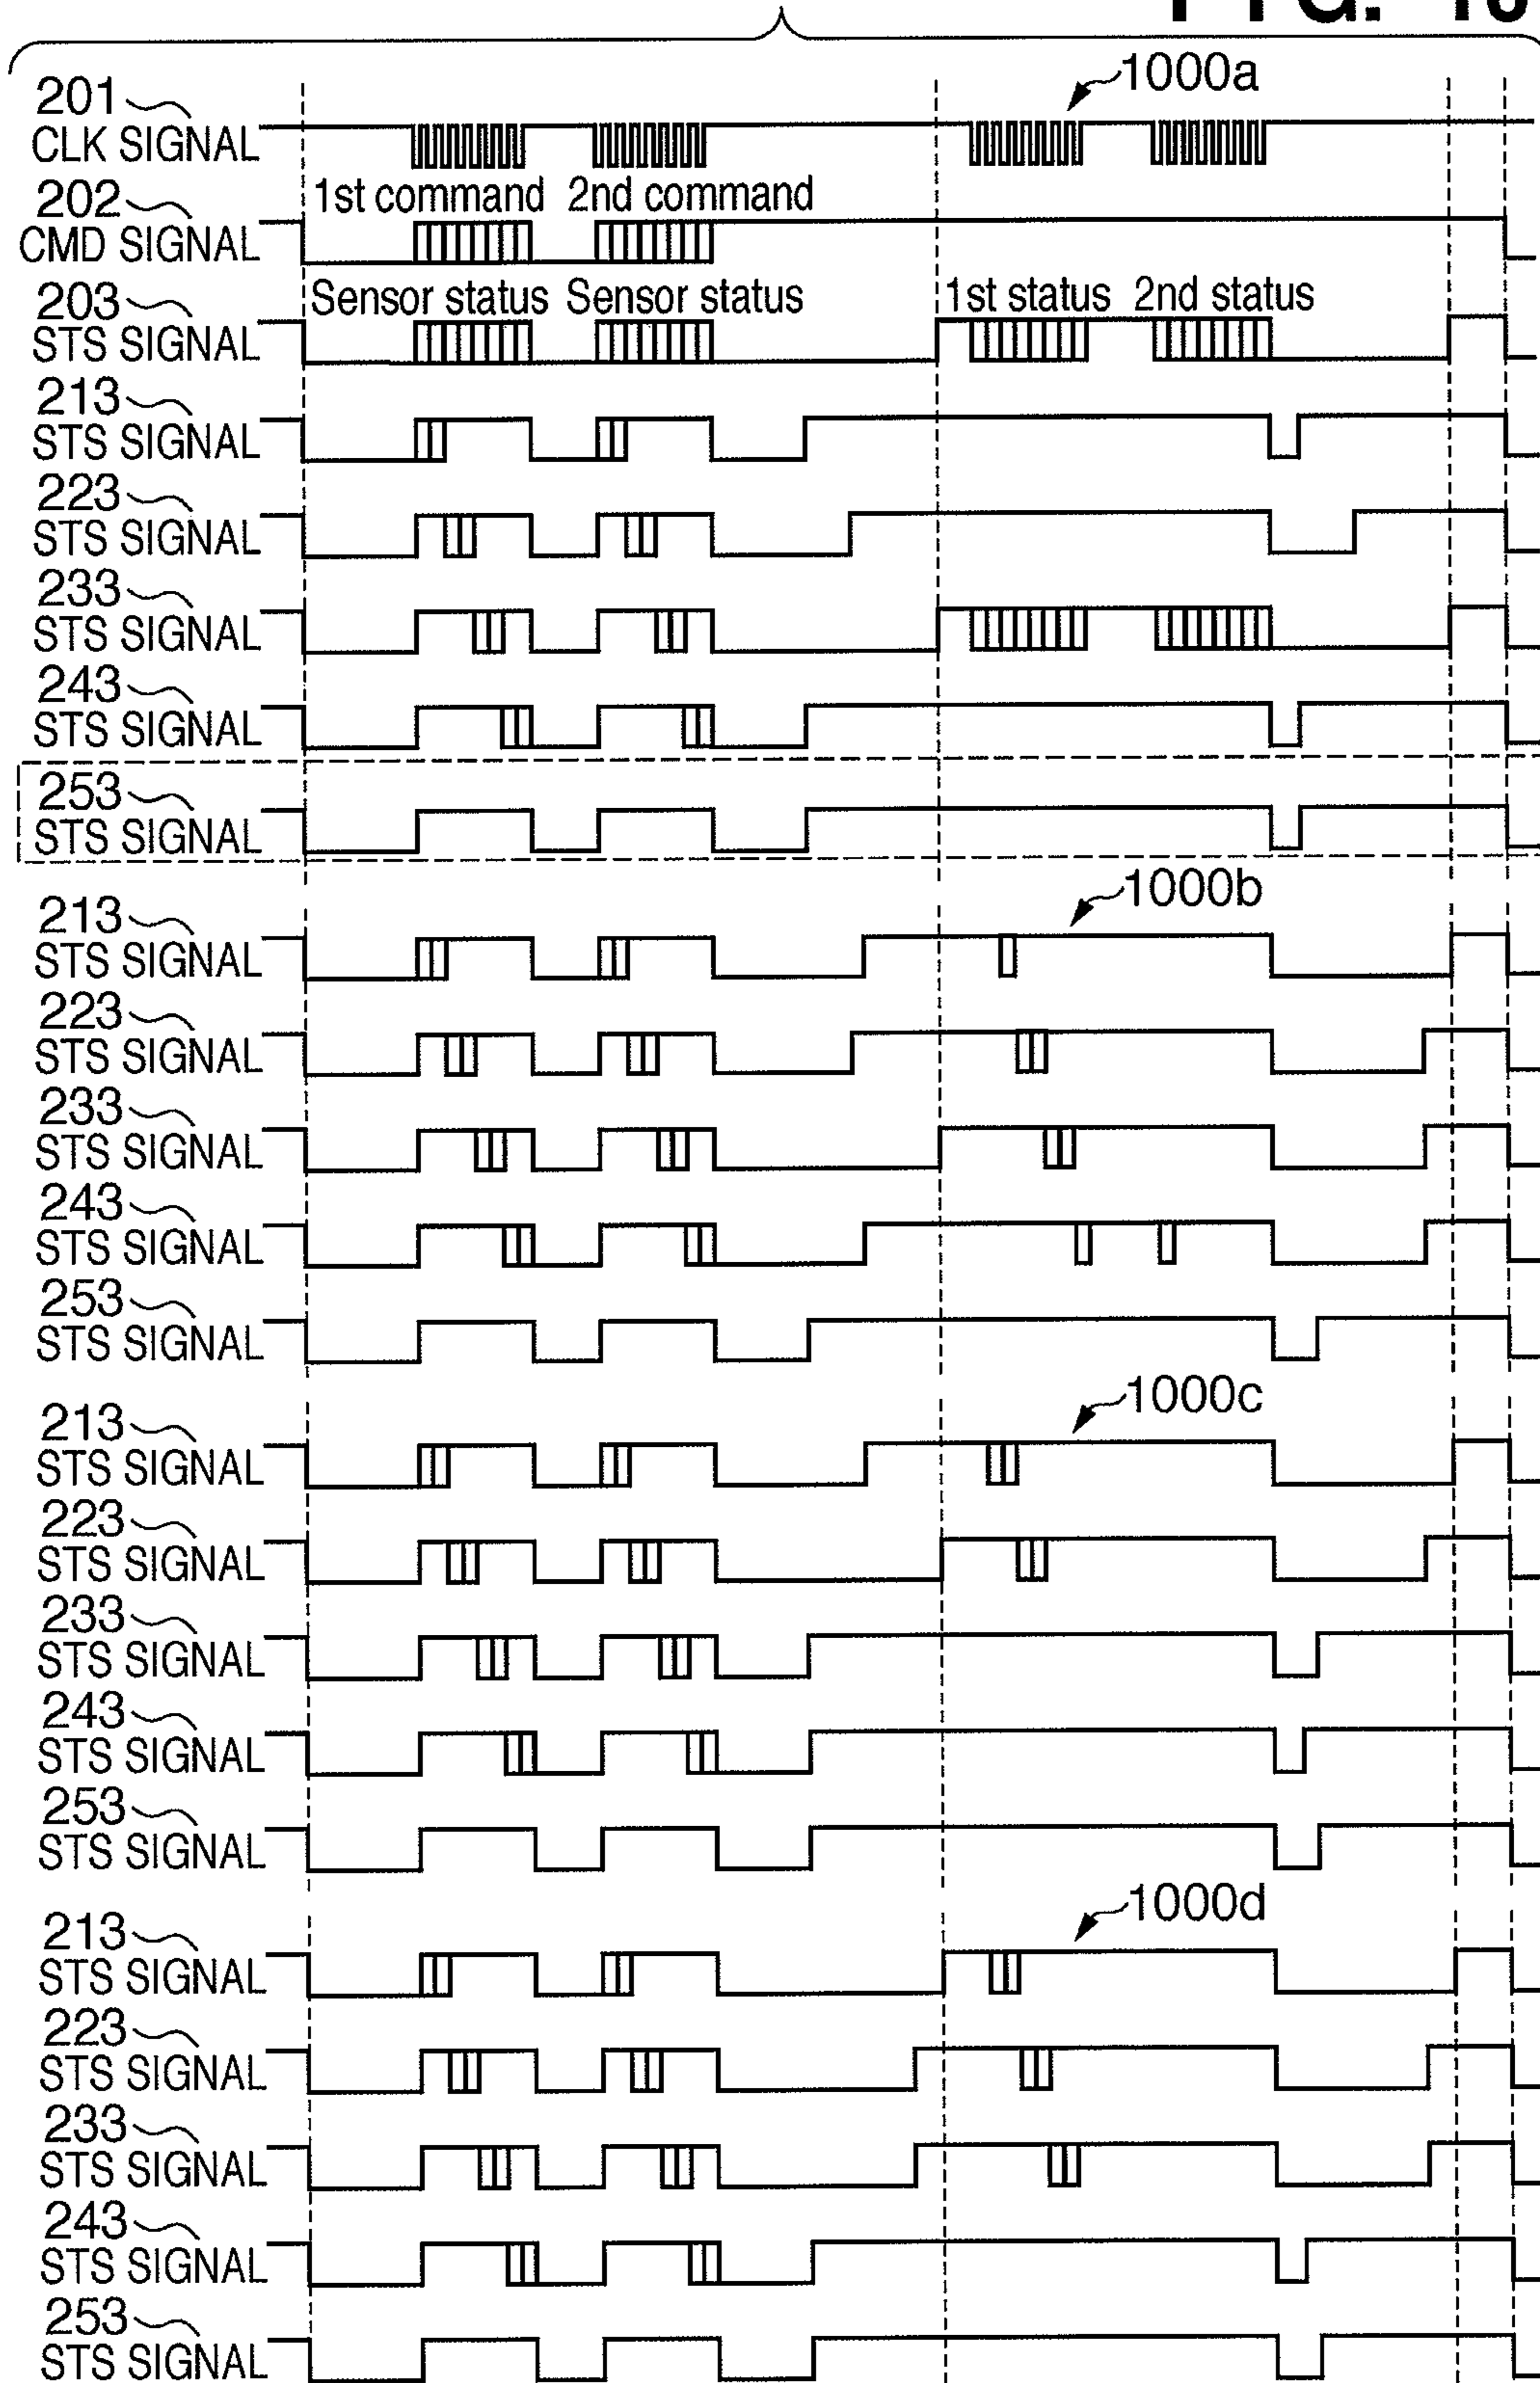 FIG.
1000a
201
CLK SIGNAL
1st command 2nd command
202
CMD SIGNAL
Sensor status Sensor status 1st status 2nd status
203
STS SIGNAL
213
STS SIGNAL
223
STS SIGNAL
233
STS SIGNAL
243
STS SIGNAL
253
STS SIGNAL
1000b
213
STS SIGNAL
223
STS SIGNAL
233
STS SIGNAL
243
STS SIGNAL
253
STS SIGNAL
1000c
213
STS SIGNAL
223
STS SIGNAL
233
STS SIGNAL
243
STS SIGNAL
253
STS SIGNAL
1000d
213
STS SIGNAL
223
STS SIGNAL
233
STS SIGNAL
243
STS SIGNAL
253
STS SIGNAL